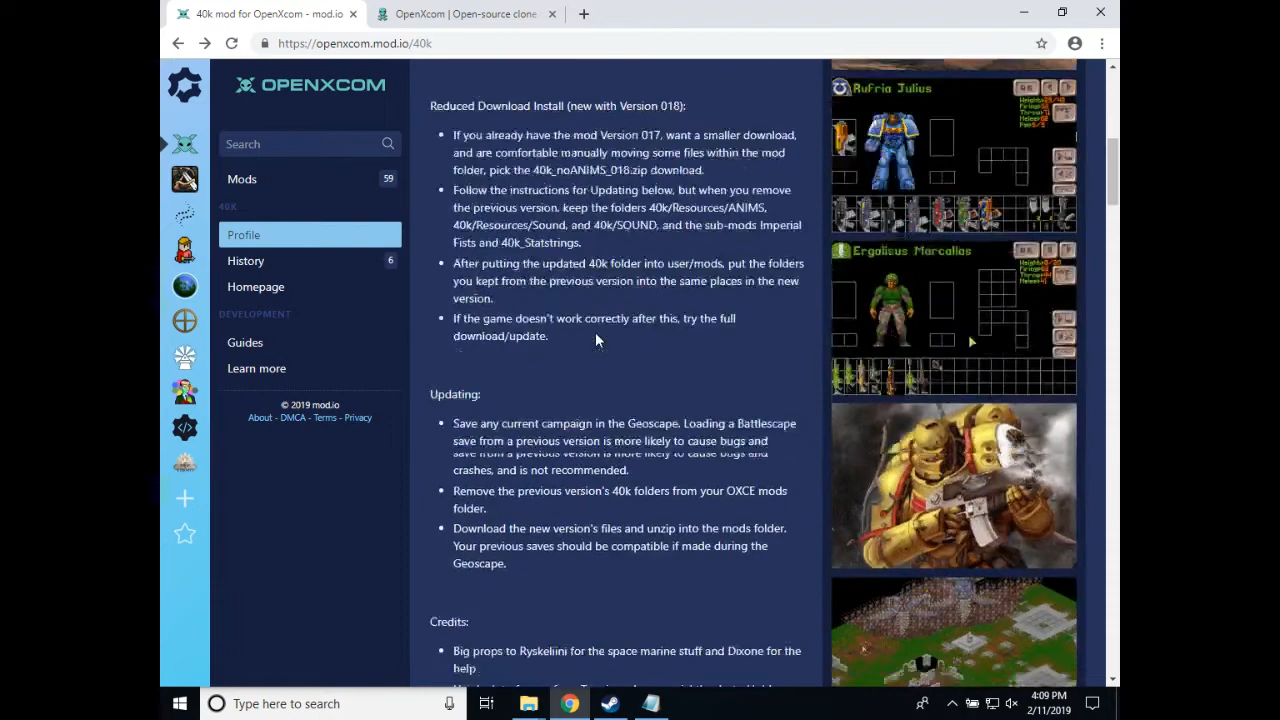 40k mod for OpenXcom - mod.io
OpenXcom | Open-source clone
https://openxcom.mod.io/40k
OPENXCOM
Search
Mods
59
40K
Profile
History
6
Homepage
DEVELOPMENT
Guides
Learn more
© 2019 mod.io
About - DMCA - Terms - Privacy
Reduced Download Install (new with Version 018):
If you already have the mod Version 017, want a smaller download,
and are comfortable manually moving some files within the mod
folder, pick the 40k_noANIMS_018.zip download.
Follow the instructions for Updating below, but when you remove
the previous version, keep the folders 40k/Resources/ANIMS,
40k/Resources/Sound, and 40k/SOUND, and the sub-mods Imperial
Fists and 40k_Statstrings.
After putting the updated 40k folder into user/mods, put the folders
you kept from the previous version into the same places in the new
version.
If the game doesn't work correctly after this, try the full
download/update.
Updating:
Save any current campaign in the Geoscape. Loading a Battlescape
save from a previous version is more likely to cause bugs and
save from a previous version is more likely to cause bugs and
crashes, and is not recommended.
Remove the previous version's 40k folders from your OXCE mods
folder.
Download the new version's files and unzip into the mods folder.
Your previous saves should be compatible if made during the
Geoscape.
Credits:
Big props to Ryskeliini for the space marine stuff and Dixone for the
help
Rufria Julius
Ergalisus Marcallas
Type here to search
4:09 PM
2/11/2019